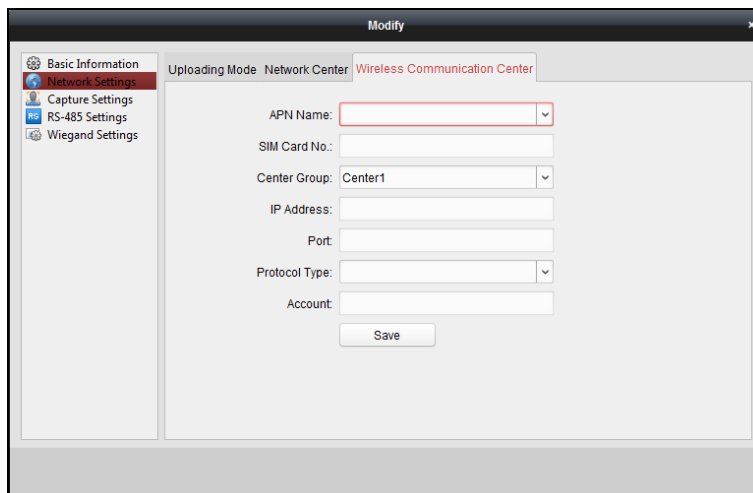 Modify
Basic Information
Network Settings
Capture Settings
RS RS-485 Settings
Wiegand Settings
Uploading Mode Network Center Wireless Communication Center
APN Name:
SIM Card No.:
Center Group: Center1
IP Address:
Port:
Protocol Type:
Account:
Save